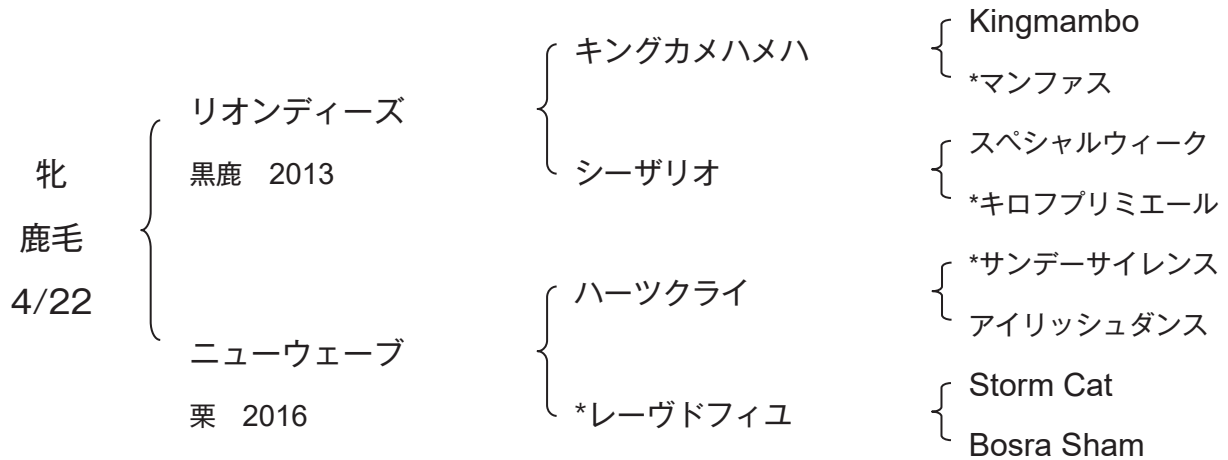 牝
鹿毛
4/22
リオンディーズ
黒鹿　2013
ニューウェーブ
栗　2016
キングカメハメハ
シーザリオ
ハーツクライ
*レーヴドフィユ
Kingmambo
*マンファス
スペシャルウィーク
*キロフプリミエール
*サンデーサイレンス
アイリッシュダンス
Storm Cat
Bosra Sham